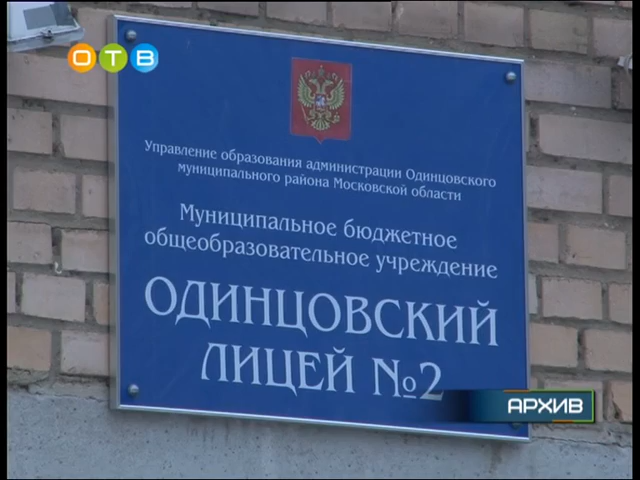 ОТВ
Управление образования администрации Одинцовского
муниципального района Московской области
Муниципальное бюджетное
общеобразовательное учреждение
ОДИНЦОВСКИЙ
ЛИЦЕЙ №2
АРХИВ